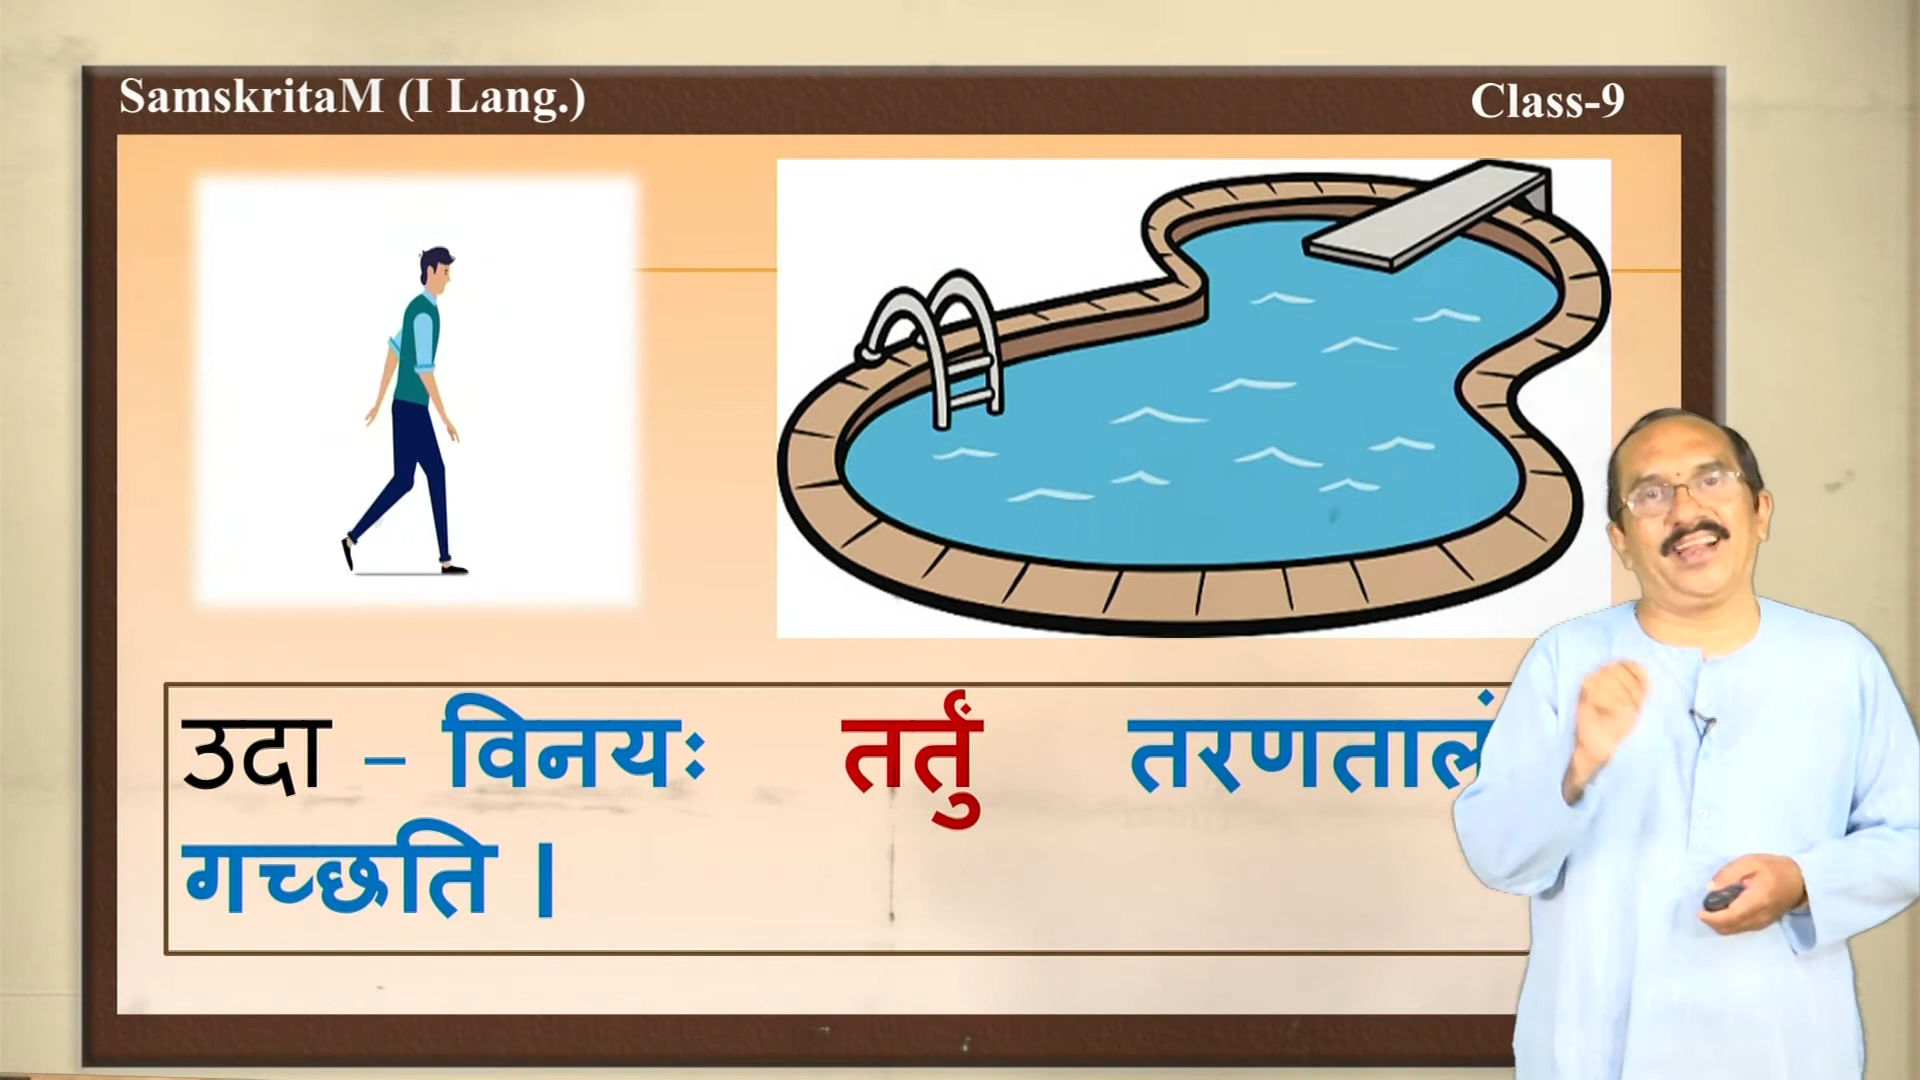 SamskritaM (I Lang.)
Class-9
उदा – विनयः तर्तुं तरणतालं
गच्छति ।